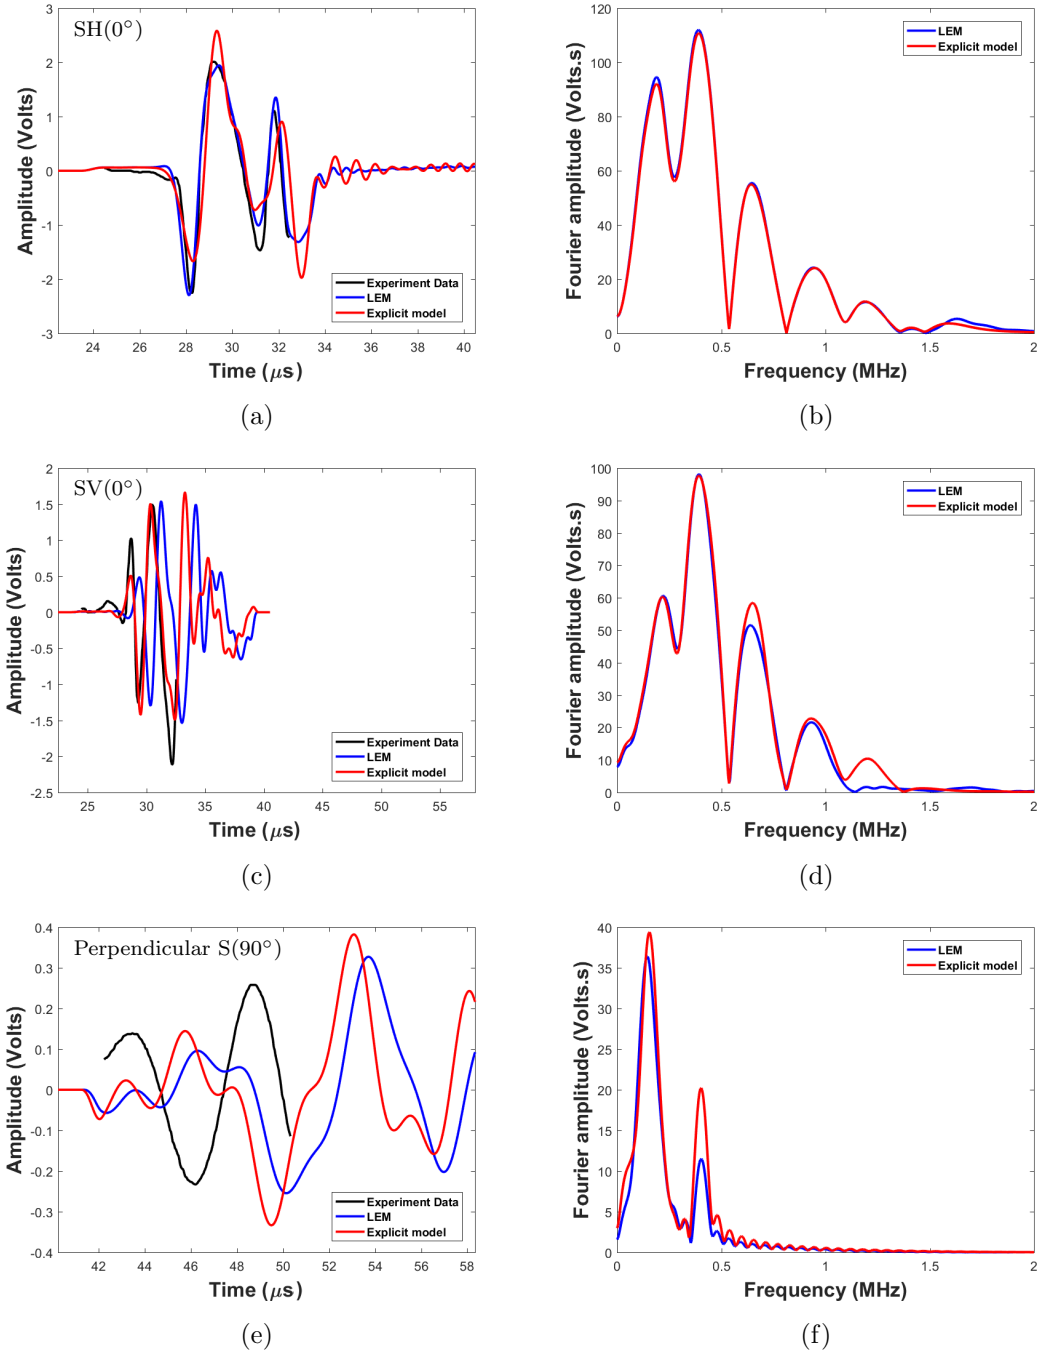 SH(0°)
Amplitude (Volts)
3
2
1
0
-1
-2
-3
24 26 28 30 32 34 36 38 40
Time (μs)
Experiment Data
LEM
Explicit model
(a)
Fourier amplitude (Volts.s)
120
100
80
60
40
20
0
0 0.5 1 1.5 2
Frequency (MHz)
LEM
Explicit model
(b)
SV(0°)
Amplitude (Volts)
2
1.5
1
0.5
0
-0.5
-1
-1.5
-2
-2.5
25 30 35 40 45 50 55
Time (μs)
Experiment Data
LEM
Explicit model
(c)
Fourier amplitude (Volts.s)
100
90
80
70
60
50
40
30
20
10
0
0 0.5 1 1.5 2
Frequency (MHz)
LEM
Explicit model
(d)
Perpendicular S(90°)
Amplitude (Volts)
0.4
0.3
0.2
0.1
0
-0.1
-0.2
-0.3
-0.4
42 44 46 48 50 52 54 56 58
Time (μs)
Experiment Data
LEM
Explicit model
(e)
Fourier amplitude (Volts.s)
40
35
30
25
20
15
10
5
0
0 0.5 1 1.5 2
Frequency (MHz)
LEM
Explicit model
(f)